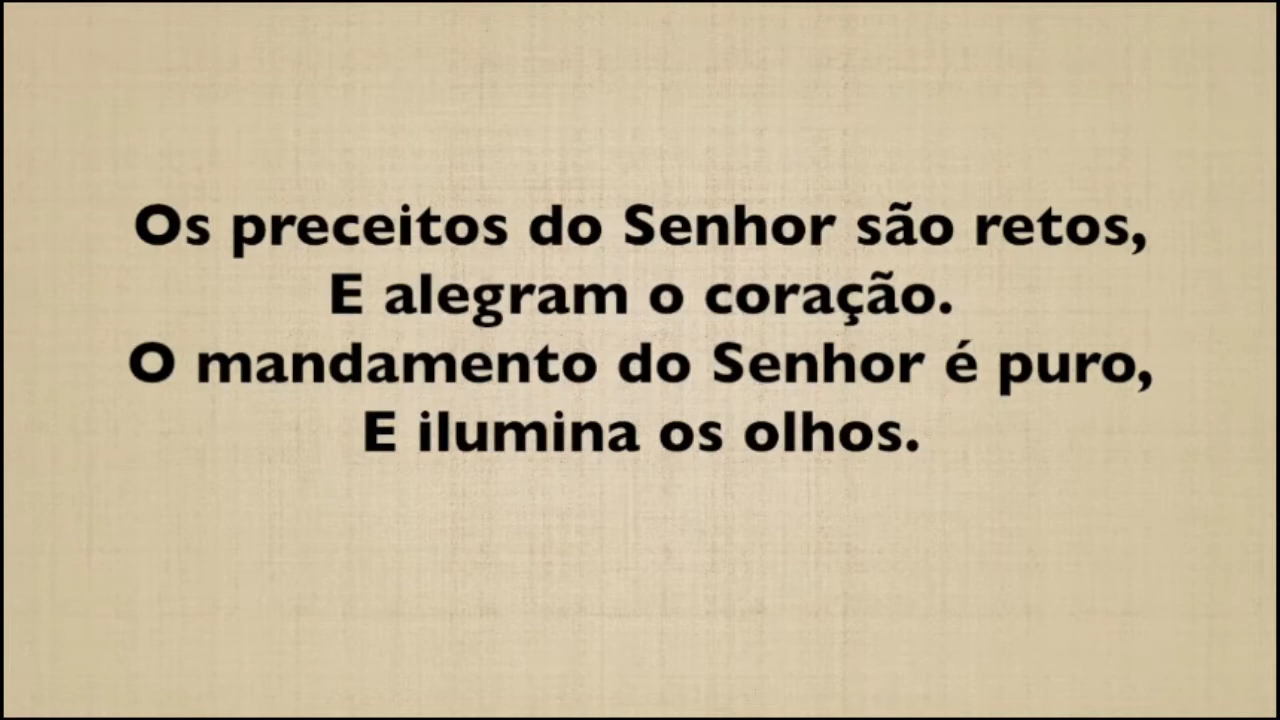 Os preceitos do Senhor são retos,
E alegram o coração.
O mandamento do Senhor é puro,
E ilumina os olhos.